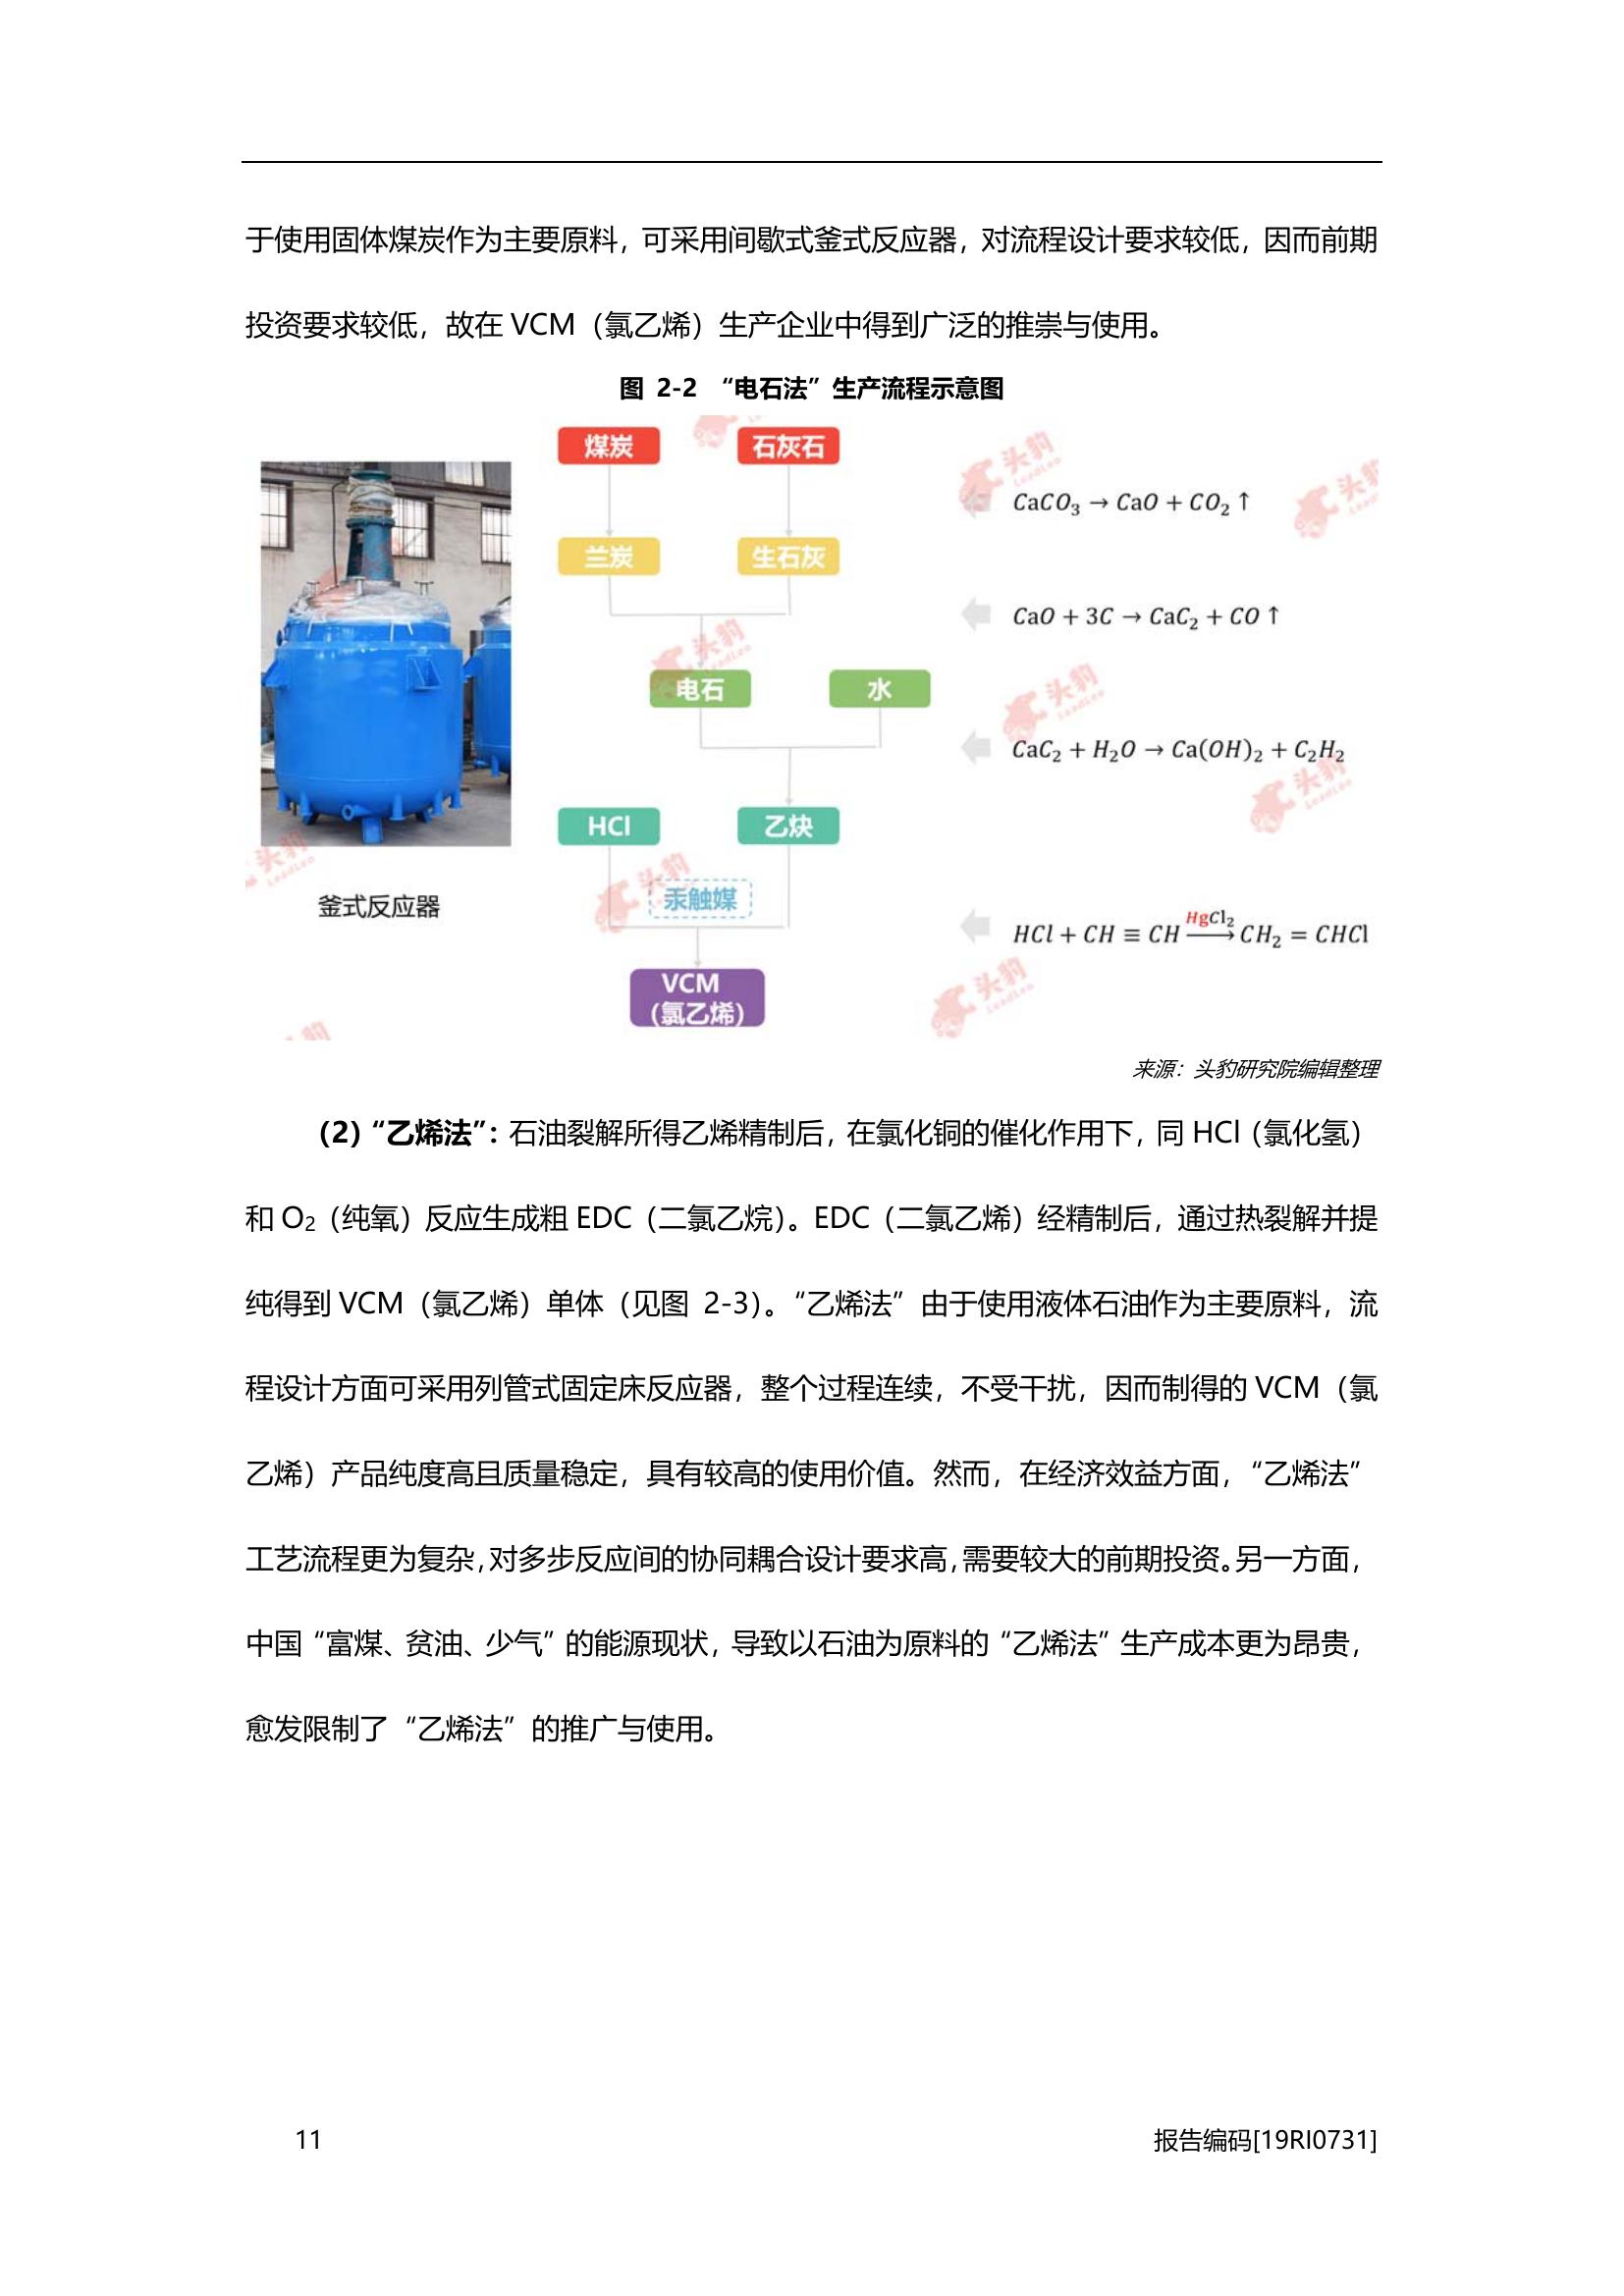 于使用固体煤炭作为主要原料，可采用间歇式釜式反应器，对流程设计要求较低，因而前期
投资要求较低，故在 VCM（氯乙烯）生产企业中得到广泛的推崇与使用。
图 2-2 “电石法”生产流程示意图
煤炭 石灰石
CaCO₃ → CaO + CO₂ ↑
兰炭 生石灰
CaO + 3C → CaC₂ + CO ↑
电石 水
CaC₂ + H₂O → Ca(OH)₂ + C₂H₂
HCl 乙炔
汞触媒
釜式反应器
HgCl₂
HCl + CH ≡ CH → CH₂ = CHCl
VCM
（氯乙烯）
头豹
LeadLeo
来源：头豹研究院编辑整理
（2）“乙烯法”：石油裂解所得乙烯精制后，在氯化铜的催化作用下，同 HCl（氯化氢）
和 O₂（纯氧）反应生成粗 EDC（二氯乙烷）。EDC（二氯乙烯）经精制后，通过热裂解并提
纯得到 VCM（氯乙烯）单体（见图 2-3）。“乙烯法”由于使用液体石油作为主要原料，流
程设计方面可采用列管式固定床反应器，整个过程连续，不受干扰，因而制得的 VCM（氯
乙烯）产品纯度高且质量稳定，具有较高的使用价值。然而，在经济效益方面，“乙烯法”
工艺流程更为复杂，对多步反应间的协同耦合设计要求高，需要较大的前期投资。另一方面，
中国“富煤、贫油、少气”的能源现状，导致以石油为原料的“乙烯法”生产成本更为昂贵，
愈发限制了“乙烯法”的推广与使用。
11 报告编码[19RI0731]